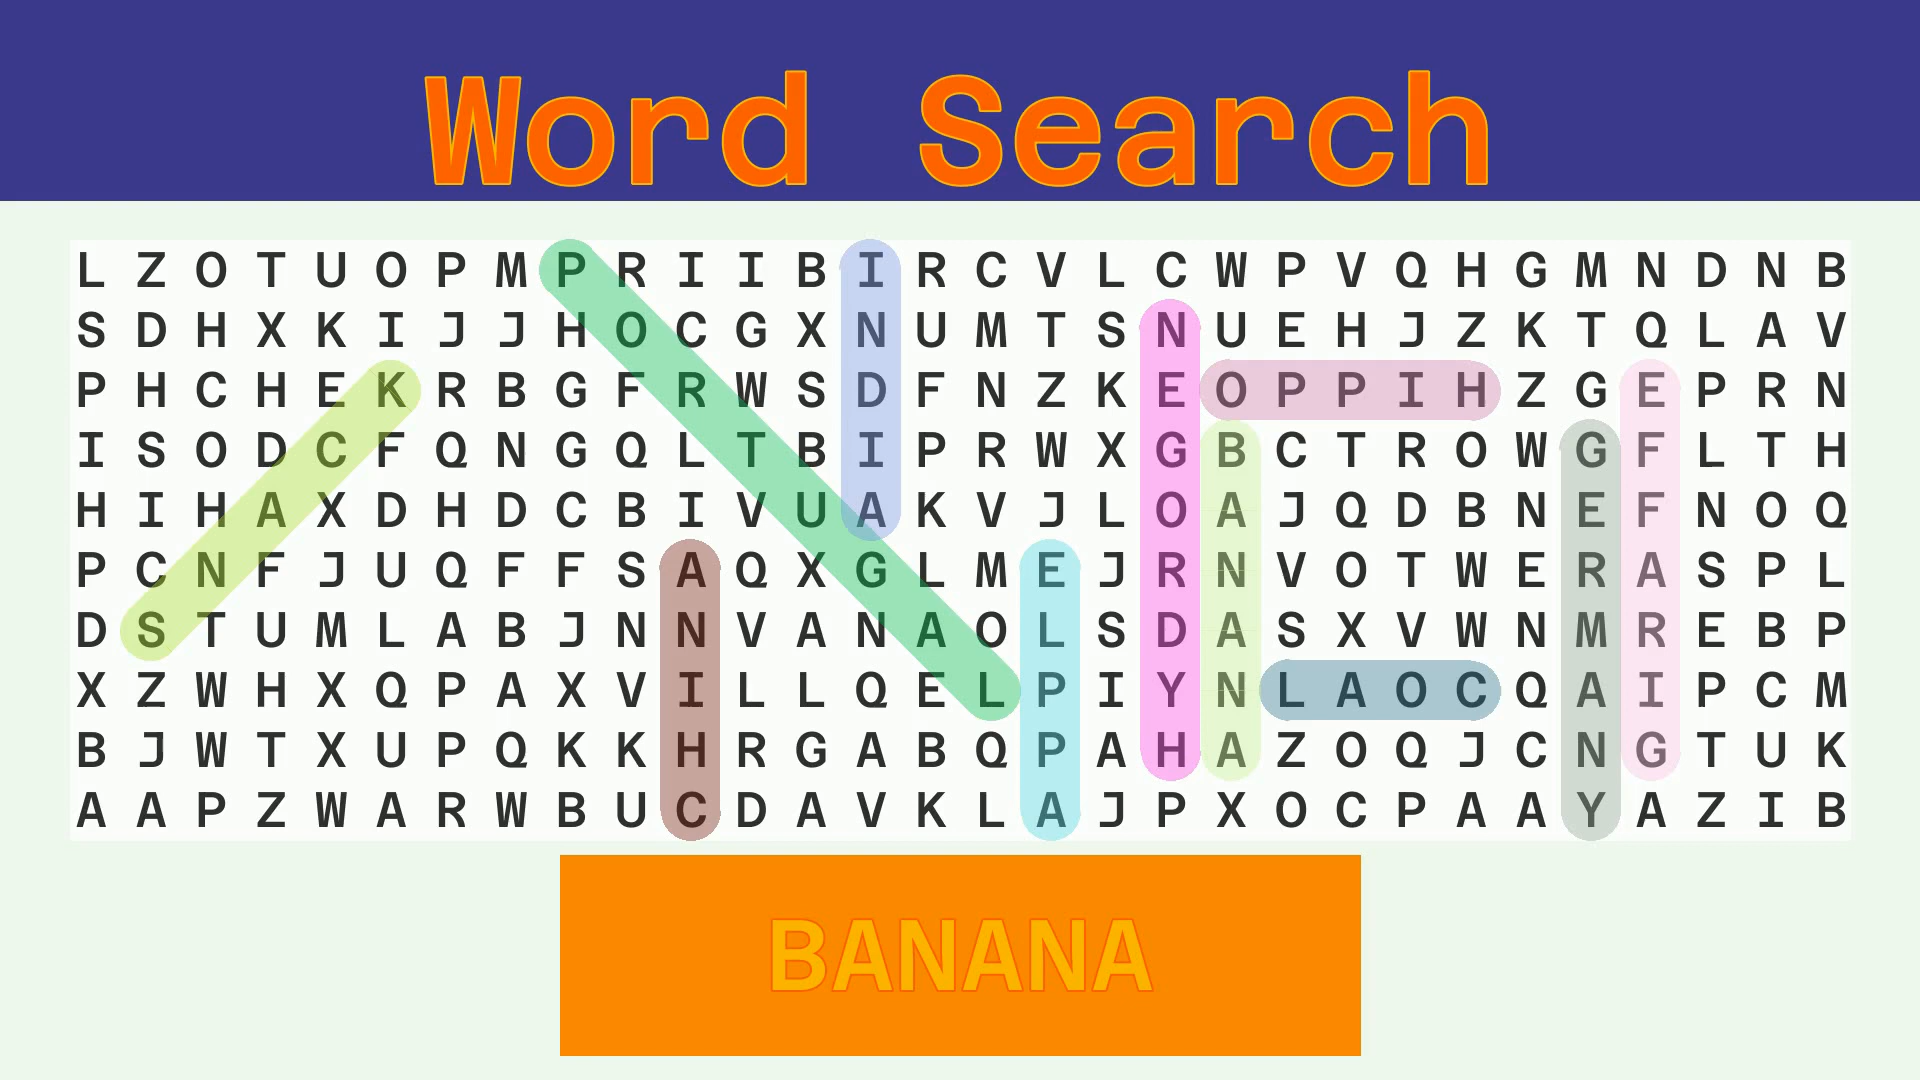 Word Search
L Z O T U O P M P R I I B I R C V L C W P V Q H G M N D N B
S D H X K I J J H O C G X N U M T S N U E H J Z K T Q L A V
P H C H E K R B G F R W S D F N Z K E O P P I H Z G E P R N
I S O D C F Q N G Q L T B I P R W X G B C T R O W G F L T H
H I H A X D H D C B I V U A K V J L O A J Q D B N E F N O Q
P C N F J U Q F F S A Q X G L M E J R N V O T W E R A S P L
D S T U M L A B J N N V A N A O L S D A S X V W N M R E B P
X Z W H X Q P A X V I L L Q E L P I Y N L A O C Q A I P C M
B J W T X U P Q K K H R G A B Q P A H A Z O Q J C N G T U K
A A P Z W A R W B U C D A V K L A J P X O C P A A Y A Z I B
BANANA